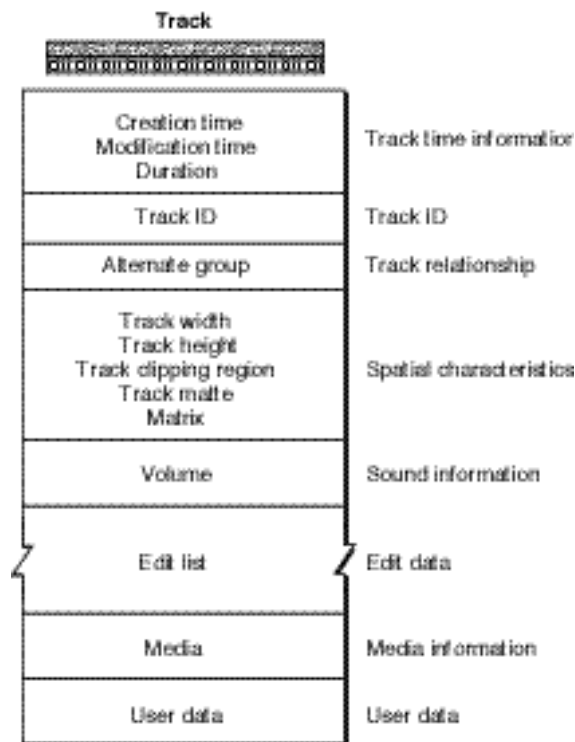 Track
Creation time
Modification time
Duration
Track time information
Track ID
Track ID
Alternate group
Track relationship
Track width
Track height
Track clipping region
Track matte
Matrix
Spatial characteristics
Volume
Sound information
Edit list
Edit data
Media
Media information
User data
User data